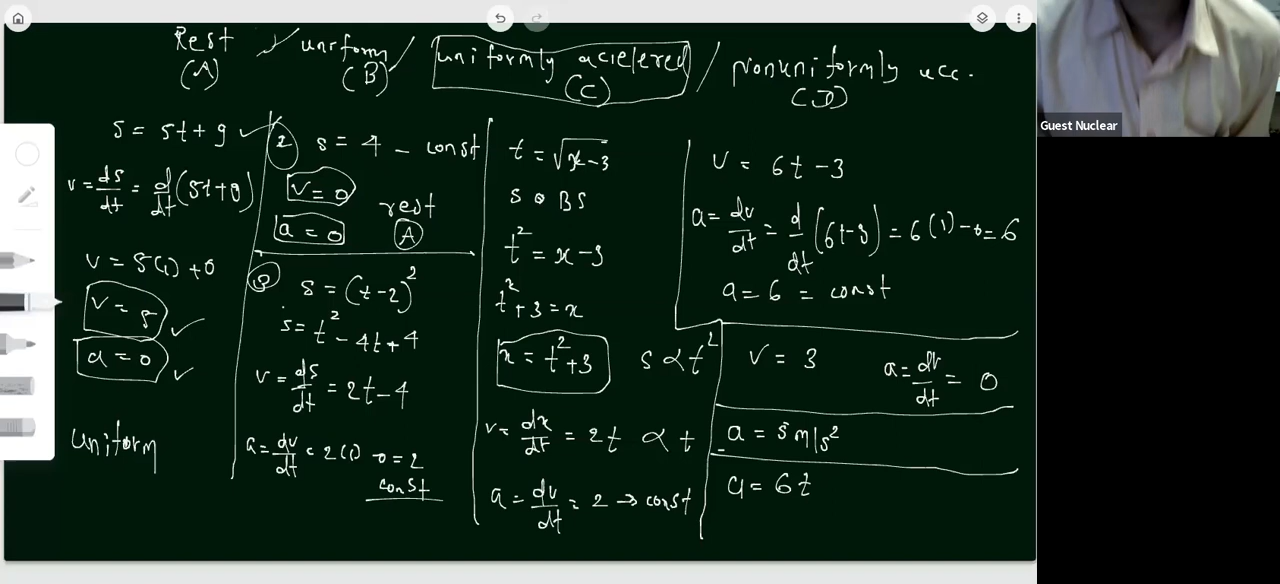 Rest / uniform / uniformly accelered / Nonuniformly acc.
(A) (B) (C) (D)
s = 5t + 9
v = ds/dt = d/dt (5t+9)
v = 5(1) + 0
v = 5
a = 0
uniform
2 s = 4 - const
v = 0
a = 0
rest
A
3 s = (t-2)²
s = t² - 4t + 4
v = ds/dt = 2t - 4
a = dv/dt = 2(1) - 0 = 2
const
t = √x-3
S Q BS
t² = x - 3
t² + 3 = x
x = t² + 3 s ∝ t²
v = dx/dt = 2t ∝ t
a = dv/dt = 2 → const
v = 6t - 3
a = dv/dt = d/dt (6t-3) = 6(1) - 0 = 6
a = 6 = const
v = 3 a = dv/dt = 0
a = 5 m/s²
a = 6t
Guest Nuclear